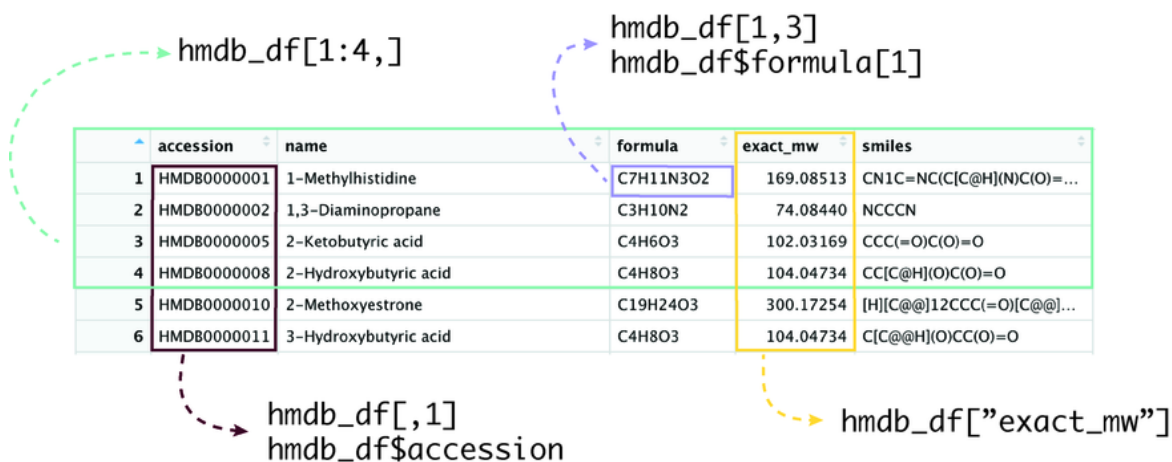 hmdb_df[1:4,]
hmdb_df[1,3]
hmdb_df$formula[1]
accession name formula exact_mw smiles
1 HMDB0000001 1-Methylhistidine C7H11N3O2 169.08513 CN1C=NC(C[C@H](N)C(O)=...
2 HMDB0000002 1,3-Diaminopropane C3H10N2 74.08440 NCCCN
3 HMDB0000005 2-Ketobutyric acid C4H6O3 102.03169 CCC(=O)C(O)=O
4 HMDB0000008 2-Hydroxybutyric acid C4H8O3 104.04734 CC[C@H](O)C(O)=O
5 HMDB0000010 2-Methoxyestrone C19H24O3 300.17254 [H][C@@]12CCC(=O)[C@@]...
6 HMDB0000011 3-Hydroxybutyric acid C4H8O3 104.04734 C[C@@H](O)CC(O)=O
hmdb_df[,1]
hmdb_df$accession
hmdb_df[”exact_mw”]